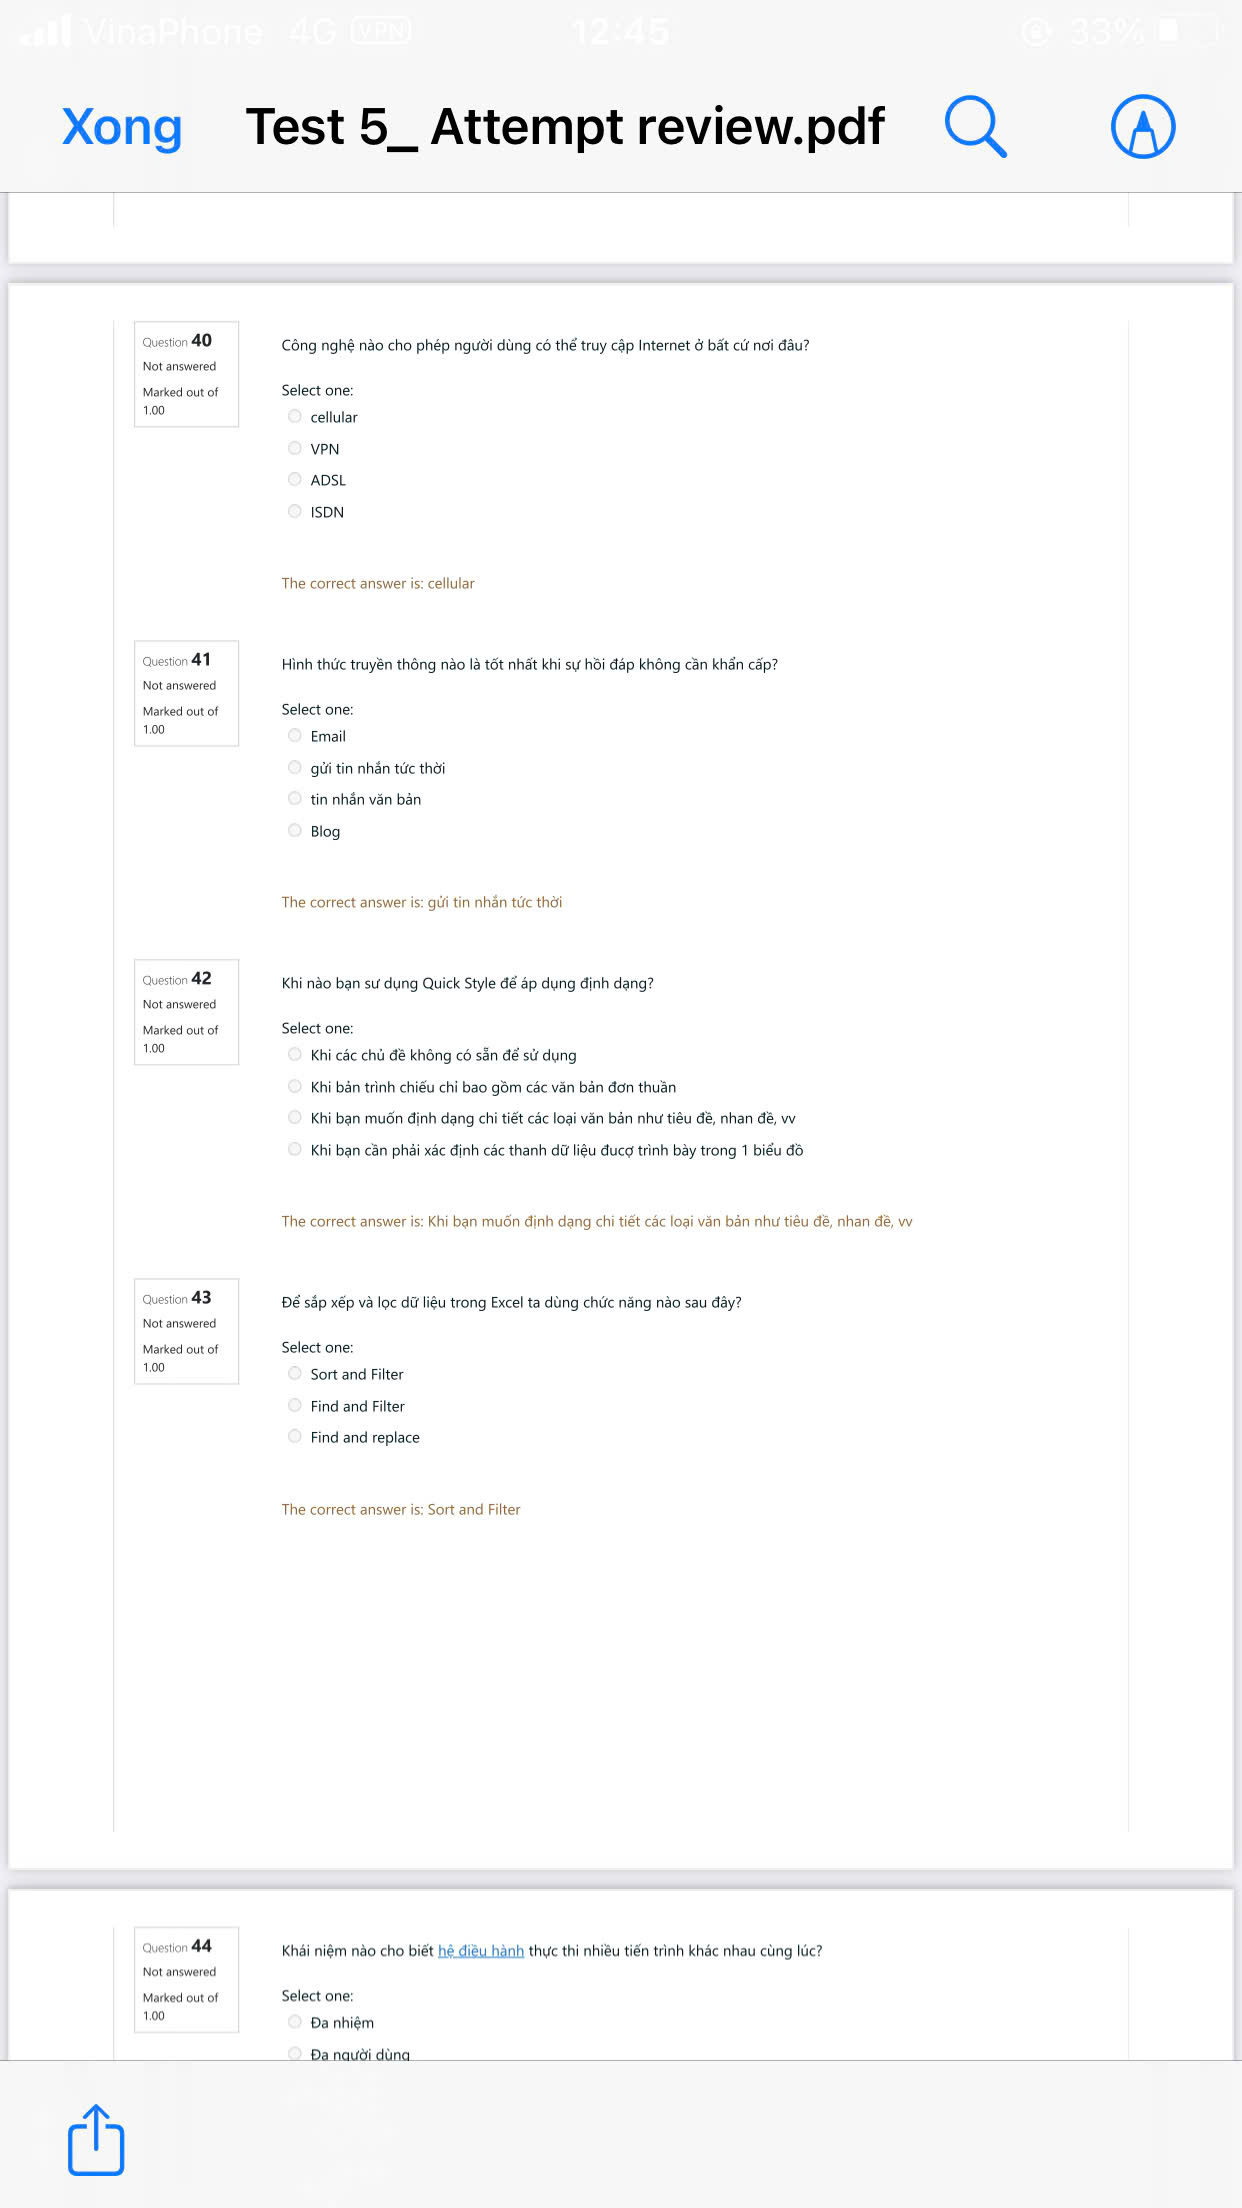 VinaPhone 4G VPN 12:45 33%
Xong Test 5_ Attempt review.pdf
Question 40
Not answered
Marked out of
1.00
Công nghệ nào cho phép người dùng có thể truy cập Internet ở bất cứ nơi đâu?
Select one:
cellular
VPN
ADSL
ISDN
The correct answer is: cellular
Question 41
Not answered
Marked out of
1.00
Hình thức truyền thông nào là tốt nhất khi sự hồi đáp không cần khẩn cấp?
Select one:
Email
gửi tin nhắn tức thời
tin nhắn văn bản
Blog
The correct answer is: gửi tin nhắn tức thời
Question 42
Not answered
Marked out of
1.00
Khi nào bạn sư dụng Quick Style để áp dụng định dạng?
Select one:
Khi các chủ đề không có sẵn để sử dụng
Khi bản trình chiếu chỉ bao gồm các văn bản đơn thuần
Khi bạn muốn định dạng chi tiết các loại văn bản như tiêu đề, nhan đề, vv
Khi bạn cần phải xác định các thanh dữ liệu đucợ trình bày trong 1 biểu đồ
The correct answer is: Khi bạn muốn định dạng chi tiết các loại văn bản như tiêu đề, nhan đề, vv
Question 43
Not answered
Marked out of
1.00
Để sắp xếp và lọc dữ liệu trong Excel ta dùng chức năng nào sau đây?
Select one:
Sort and Filter
Find and Filter
Find and replace
The correct answer is: Sort and Filter
Question 44
Not answered
Marked out of
1.00
Khái niệm nào cho biết hệ điều hành thực thi nhiều tiến trình khác nhau cùng lúc?
Select one:
Đa nhiệm
Đa người dùng